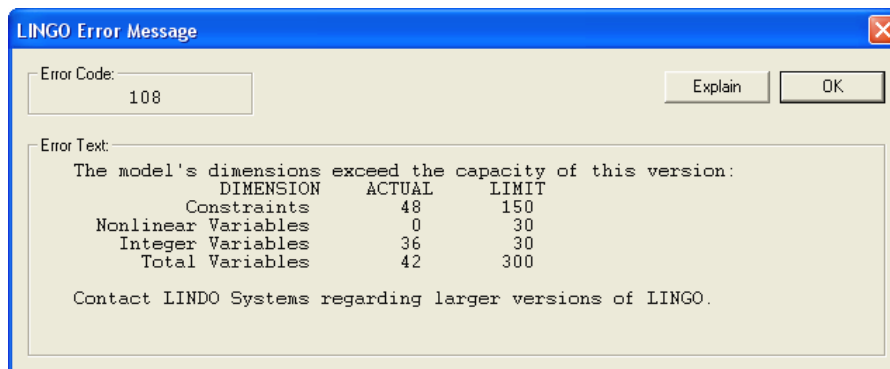 LINGO Error Message
Error Code:
108
Explain
OK
Error Text:
The model's dimensions exceed the capacity of this version:
DIMENSION ACTUAL LIMIT
Constraints 48 150
Nonlinear Variables 0 30
Integer Variables 36 30
Total Variables 42 300
Contact LINDO Systems regarding larger versions of LINGO.